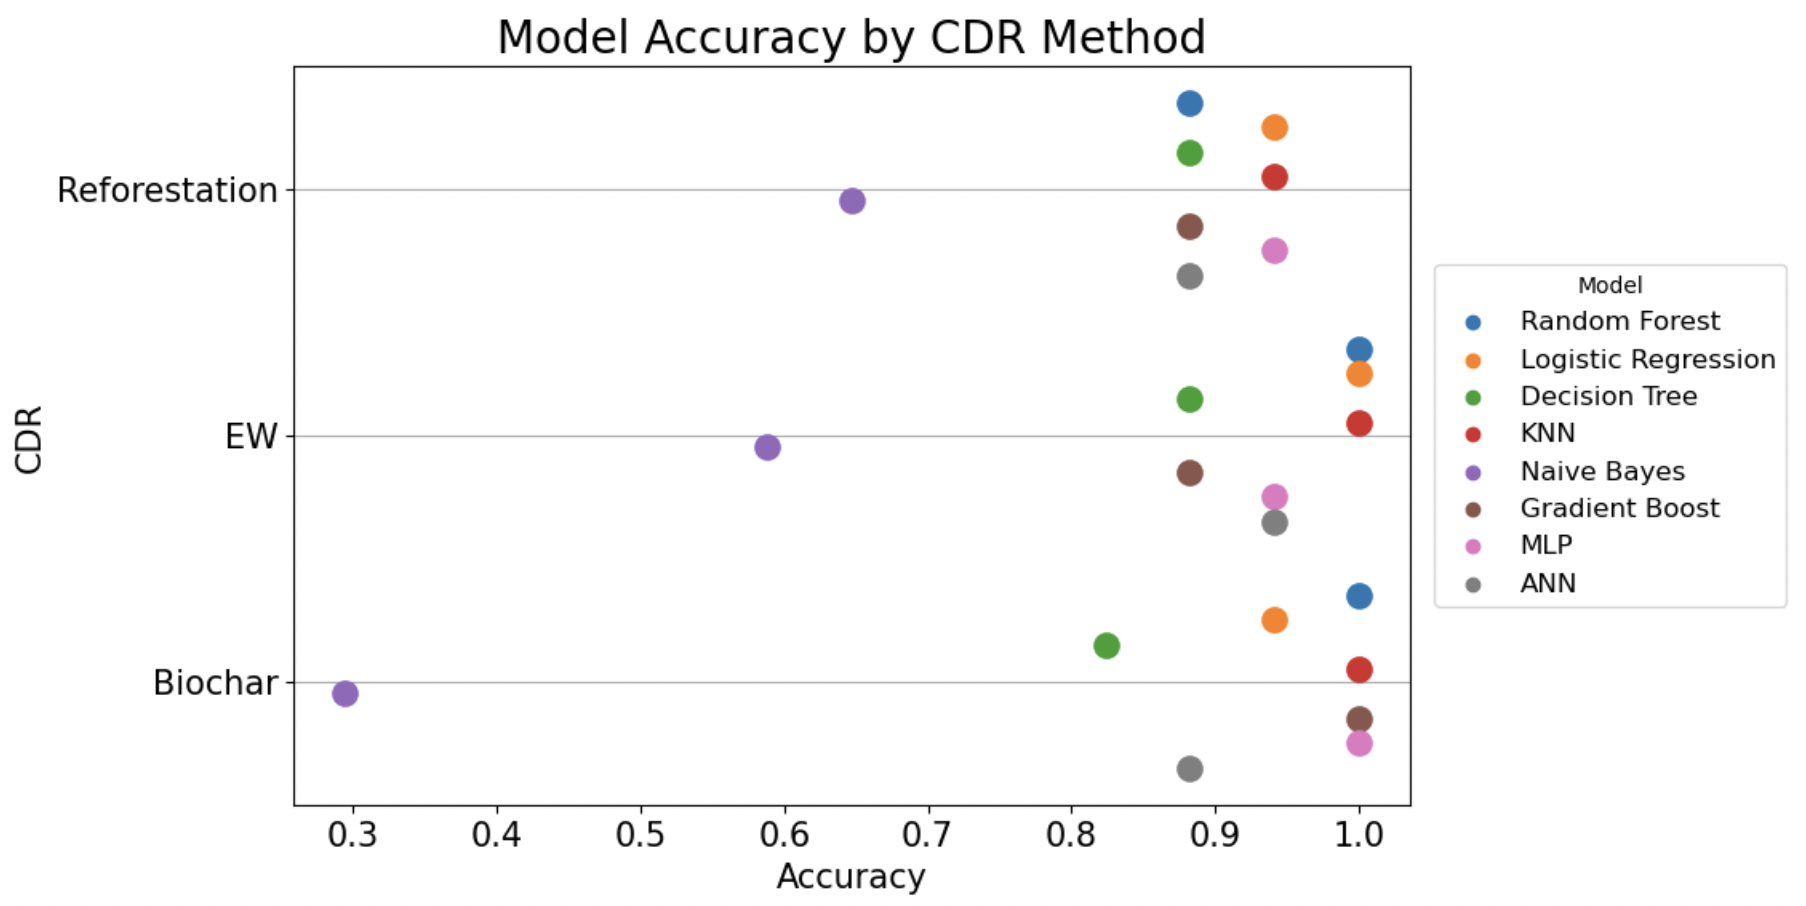 Model Accuracy by CDR Method
Reforestation
EW
Biochar
CDR
0.3 0.4 0.5 0.6 0.7 0.8 0.9 1.0
Accuracy
Model
Random Forest
Logistic Regression
Decision Tree
KNN
Naive Bayes
Gradient Boost
MLP
ANN